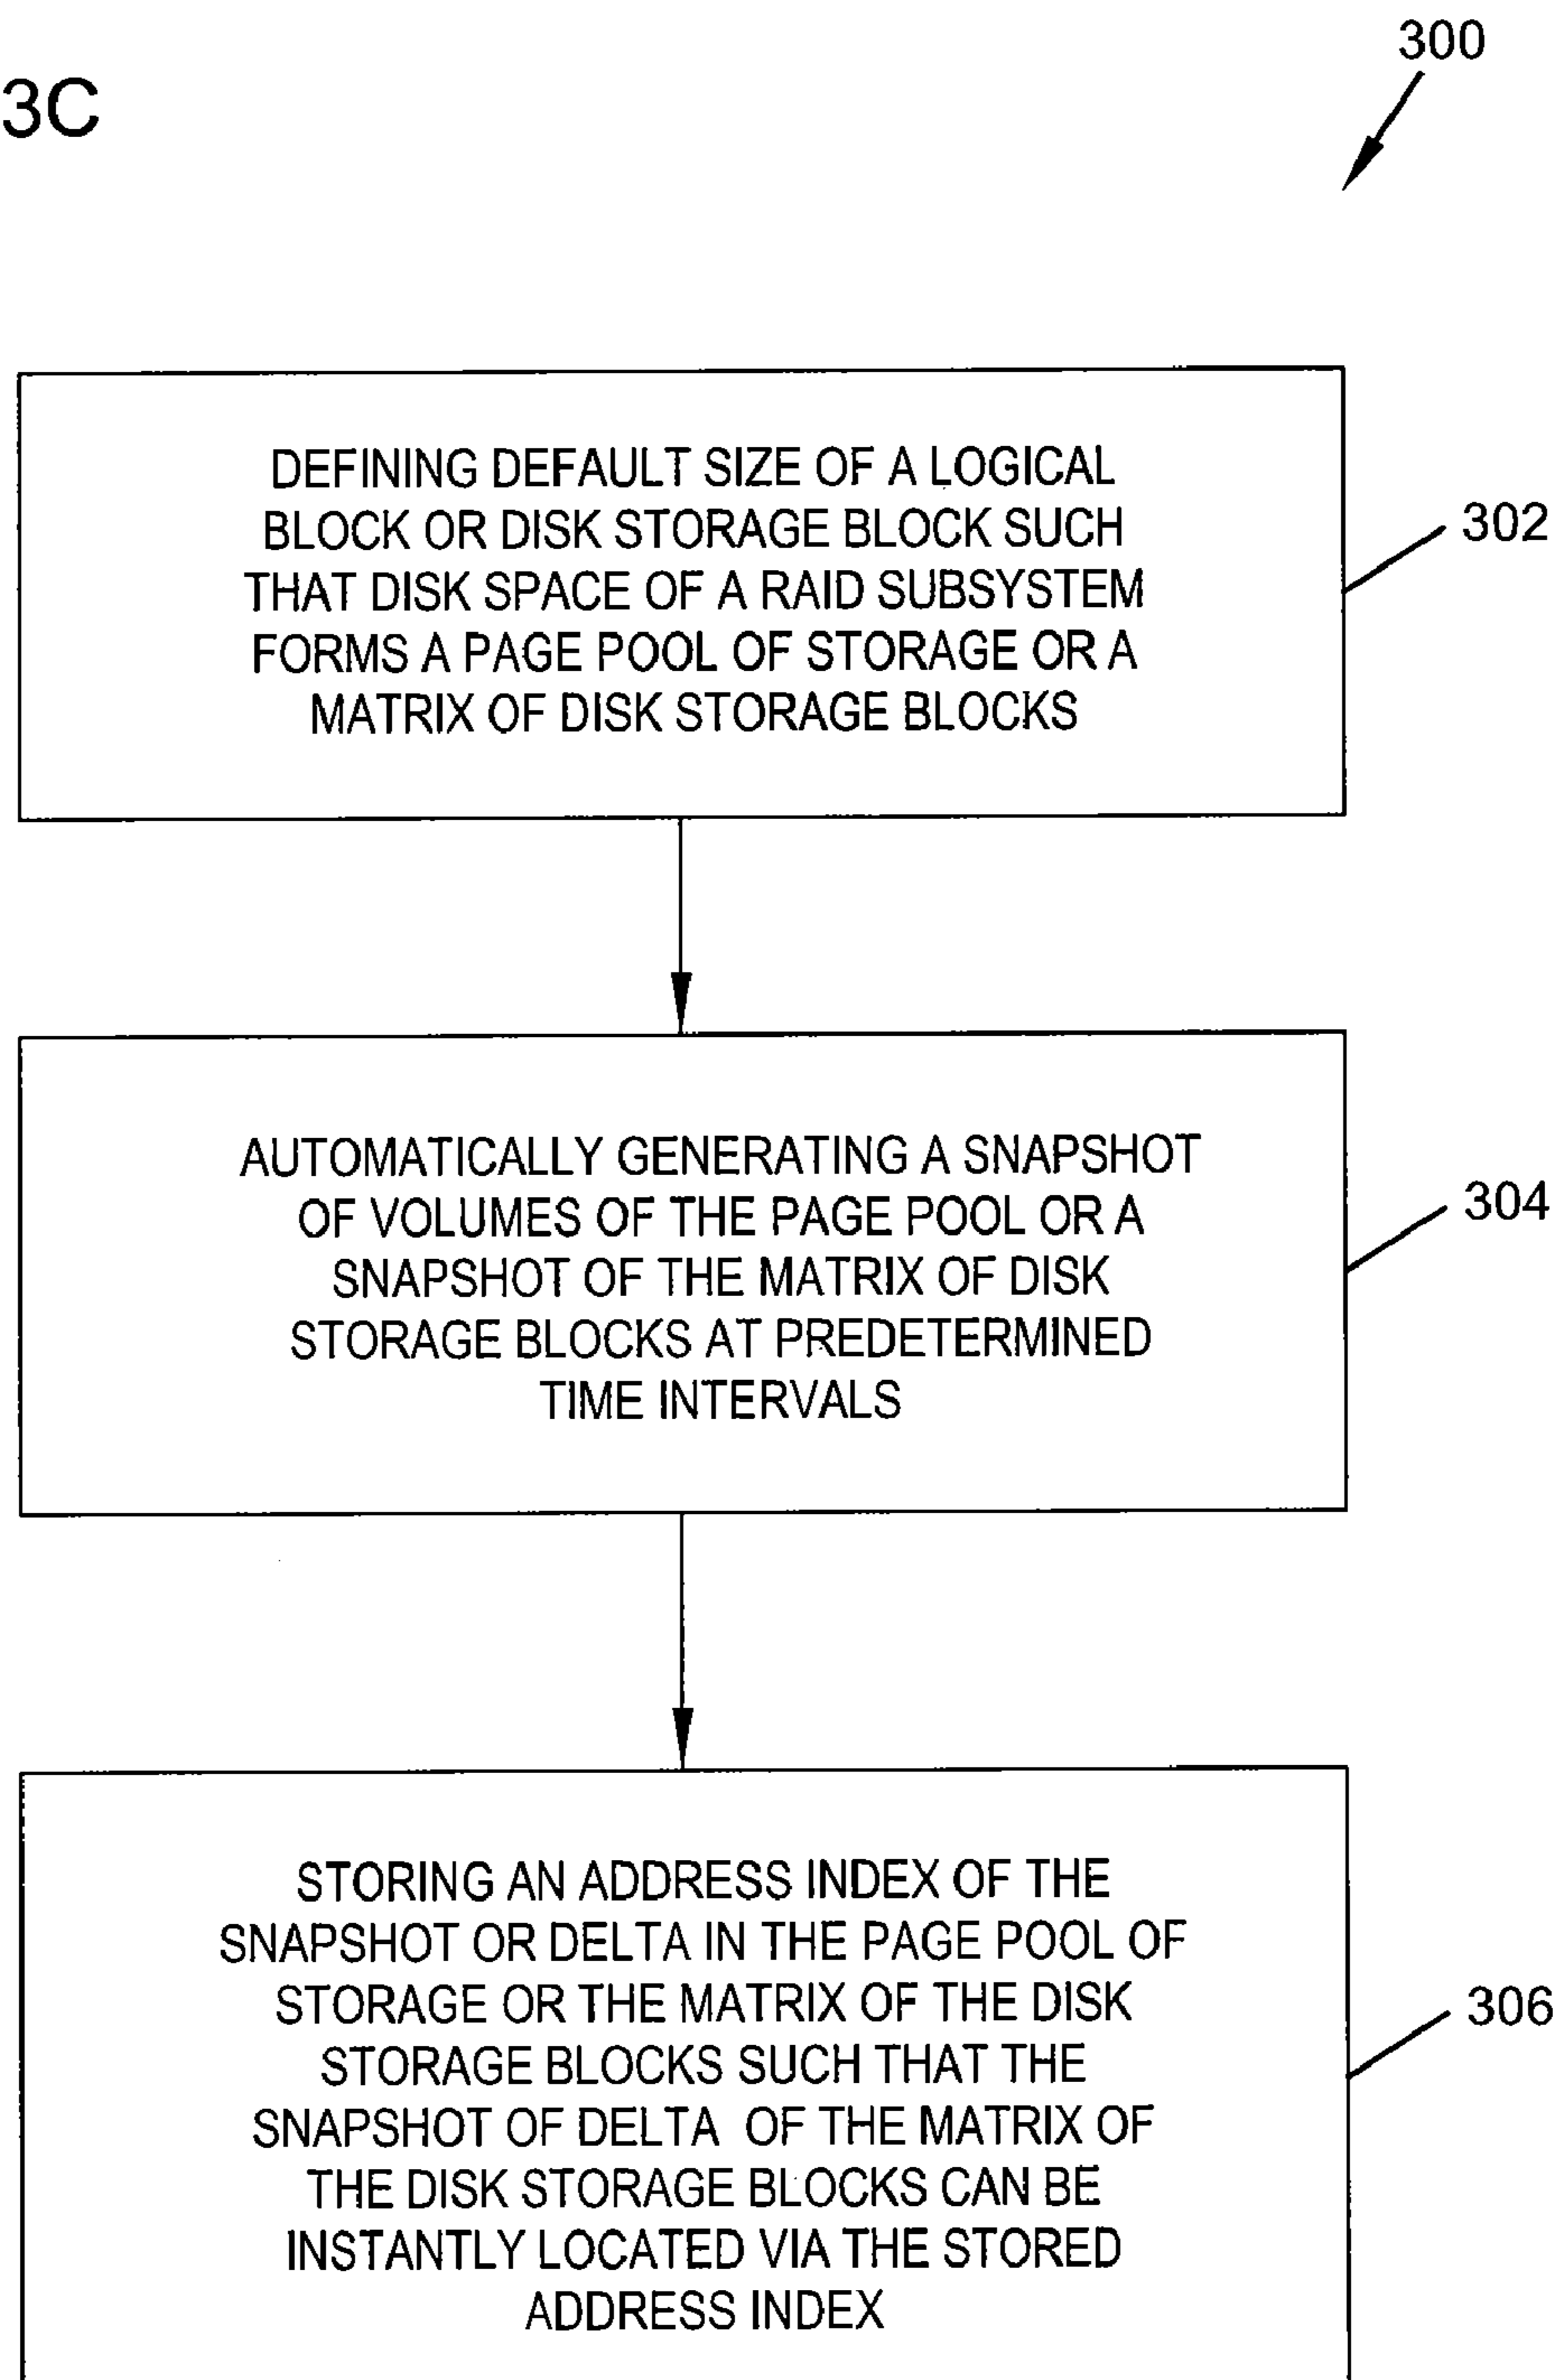 300
3C
DEFINING DEFAULT SIZE OF A LOGICAL
BLOCK OR DISK STORAGE BLOCK SUCH
THAT DISK SPACE OF A RAID SUBSYSTEM
FORMS A PAGE POOL OF STORAGE OR A
MATRIX OF DISK STORAGE BLOCKS
302
AUTOMATICALLY GENERATING A SNAPSHOT
OF VOLUMES OF THE PAGE POOL OR A
SNAPSHOT OF THE MATRIX OF DISK
STORAGE BLOCKS AT PREDETERMINED
TIME INTERVALS
304
STORING AN ADDRESS INDEX OF THE
SNAPSHOT OR DELTA IN THE PAGE POOL OF
STORAGE OR THE MATRIX OF THE DISK
STORAGE BLOCKS SUCH THAT THE
SNAPSHOT OF DELTA OF THE MATRIX OF
THE DISK STORAGE BLOCKS CAN BE
INSTANTLY LOCATED VIA THE STORED
ADDRESS INDEX
306